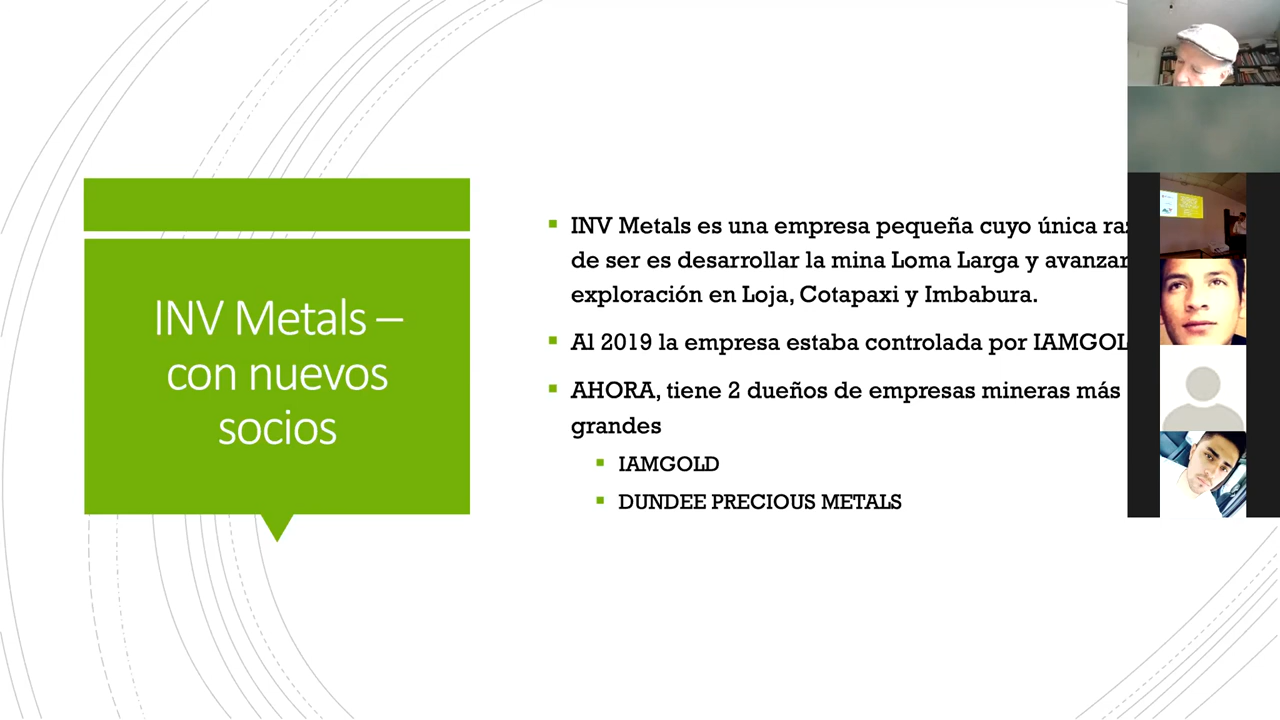 INV Metals –
con nuevos
socios
INV Metals es una empresa pequeña cuyo única
de ser es desarrollar la mina Loma Larga y avanzar
exploración en Loja, Cotapaxi y Imbabura.
Al 2019 la empresa estaba controlada por
AHORA, tiene 2 dueños de empresas mineras más
grandes
IAMGOLD
DUNDEE PRECIOUS METALS